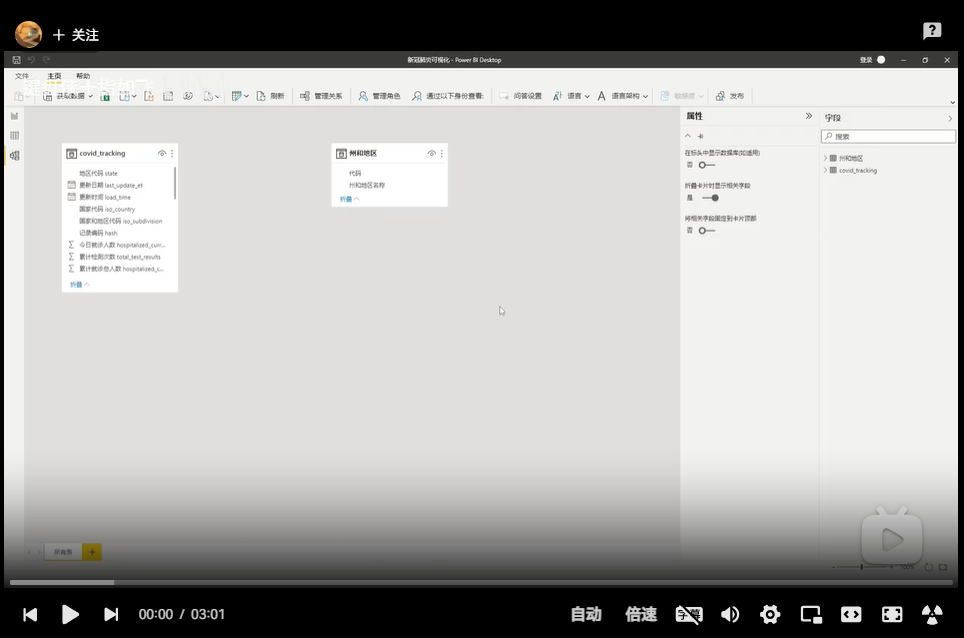 关注
?
新冠肺炎可视化 - Power BI Desktop
登录
文件 主页 帮助
获取数据 刷新 管理关系 管理角色 通过以下身份查看: 问答设置 语言 语言架构 敏感度 发布
covid_tracking
地区代码 state
更新日期 last_update_et
更新时间 load_time
国家代码 iso_country
国家和地区代码 iso_subdivision
记录编码 hash
今日就诊人数 hospitalized_curr...
累计检测次数 total_test_results
累计就诊总人数 hospitalized_c...
折叠
州和地区
代码
州和地区名称
折叠
属性
卡
在标头中显示数据库(如适用)
否
折叠卡片时显示相关字段
是
将相关字段固定到卡片顶部
否
字段
搜索
州和地区
covid_tracking
所有表
100%
00:00 / 03:01
自动 倍速 字幕